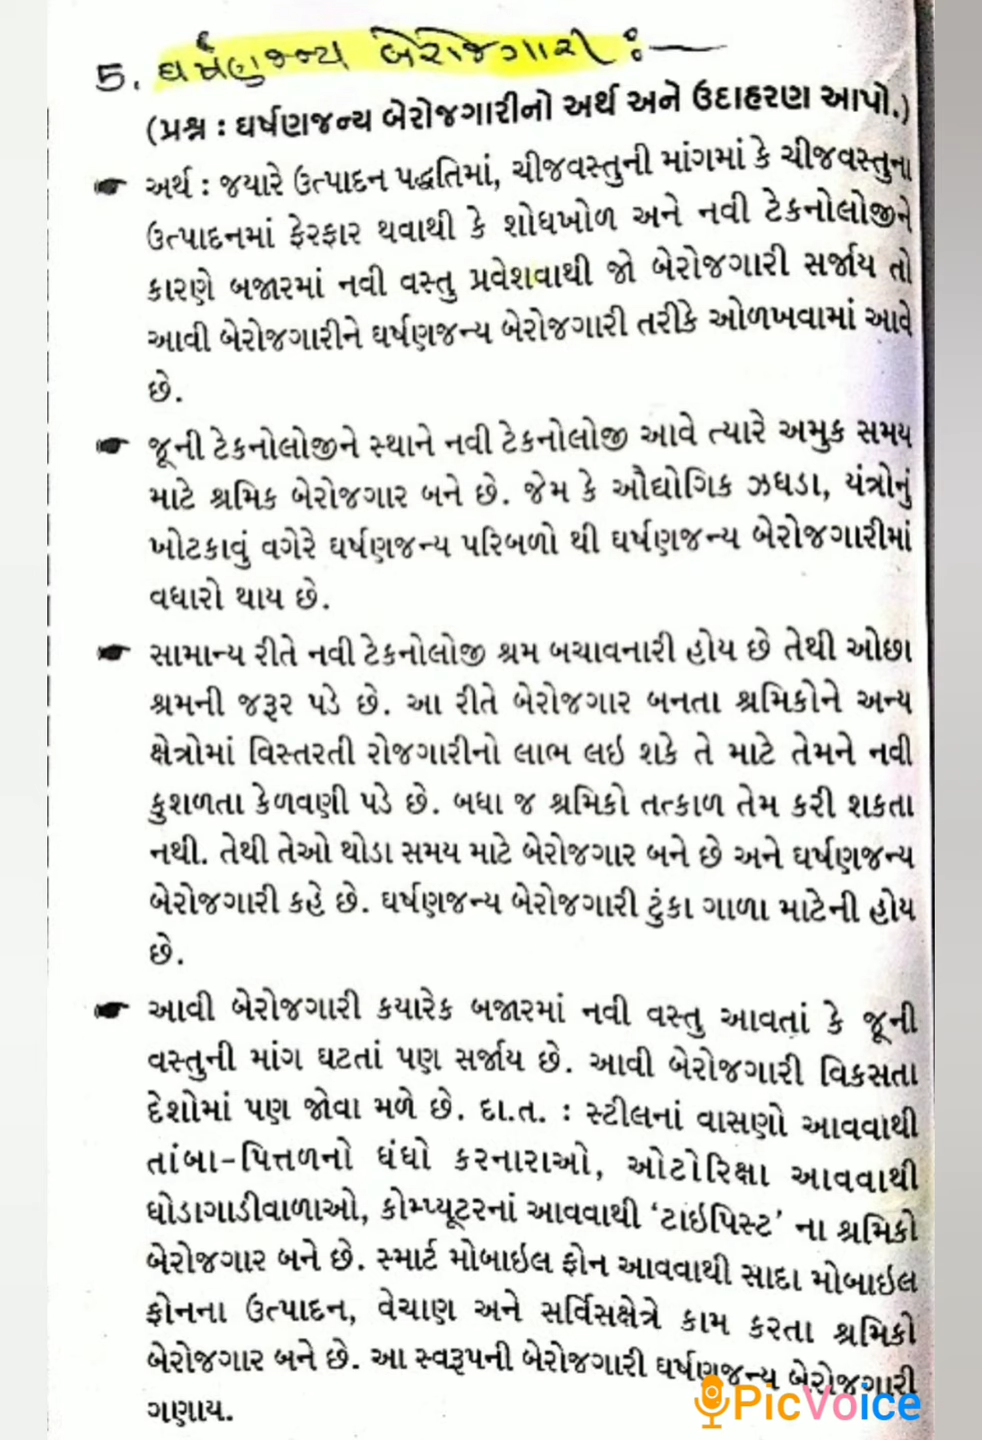 5. ઘર્ષણજન્ય બેરોજગારી :—
(પ્રશ્ન : ઘર્ષણજન્ય બેરોજગારીનો અર્થ અને ઉદાહરણ આપો.)
☛ અર્થ : જયારે ઉત્પાદન પદ્ધતિમાં, ચીજવસ્તુની માંગમાં કે ચીજવસ્તુના
ઉત્પાદનમાં ફેરફાર થવાથી કે શોધખોળ અને નવી ટેકનોલોજીને
કારણે બજારમાં નવી વસ્તુ પ્રવેશવાથી જો બેરોજગારી સર્જાય તો
આવી બેરોજગારીને ઘર્ષણજન્ય બેરોજગારી તરીકે ઓળખવામાં આવે
છે.
☛ જૂની ટેકનોલોજીને સ્થાને નવી ટેકનોલોજી આવે ત્યારે અમુક સમય
માટે શ્રમિક બેરોજગાર બને છે. જેમ કે ઔદ્યોગિક ઝઘડા, યંત્રોનું
ખોટકાવું વગેરે ઘર્ષણજન્ય પરિબળો થી ઘર્ષણજન્ય બેરોજગારીમાં
વધારો થાય છે.
☛ સામાન્ય રીતે નવી ટેકનોલોજી શ્રમ બચાવનારી હોય છે તેથી ઓછા
શ્રમની જરૂર પડે છે. આ રીતે બેરોજગાર બનતા શ્રમિકોને અન્ય
ક્ષેત્રોમાં વિસ્તરતી રોજગારીનો લાભ લઇ શકે તે માટે તેમને નવી
કુશળતા કેળવણી પડે છે. બધા જ શ્રમિકો તત્કાળ તેમ કરી શકતા
નથી. તેથી તેઓ થોડા સમય માટે બેરોજગાર બને છે અને ઘર્ષણજન્ય
બેરોજગારી કહે છે. ઘર્ષણજન્ય બેરોજગારી ટુંકા ગાળા માટેની હોય
છે.
☛ આવી બેરોજગારી કયારેક બજારમાં નવી વસ્તુ આવતાં કે જૂની
વસ્તુની માંગ ઘટતાં પણ સર્જાય છે. આવી બેરોજગારી વિકસતા
દેશોમાં પણ જોવા મળે છે. દા.ત. : સ્ટીલનાં વાસણો આવવાથી
તાંબા-પિત્તળનો ધંધો કરનારાઓ, ઓટોરિક્ષા આવવાથી
ઘોડાગાડીવાળાઓ, કોમ્પ્યૂટરનાં આવવાથી ‘ટાઇપિસ્ટ’ ના શ્રમિકો
બેરોજગાર બને છે. સ્માર્ટ મોબાઇલ ફોન આવવાથી સાદા મોબાઇલ
ફોનના ઉત્પાદન, વેચાણ અને સર્વિસક્ષેત્રે કામ કરતા શ્રમિકો
બેરોજગાર બને છે. આ સ્વરૂપની બેરોજગારી ઘર્ષણજન્ય બેરોજગારી
ગણાય.
PicVoice